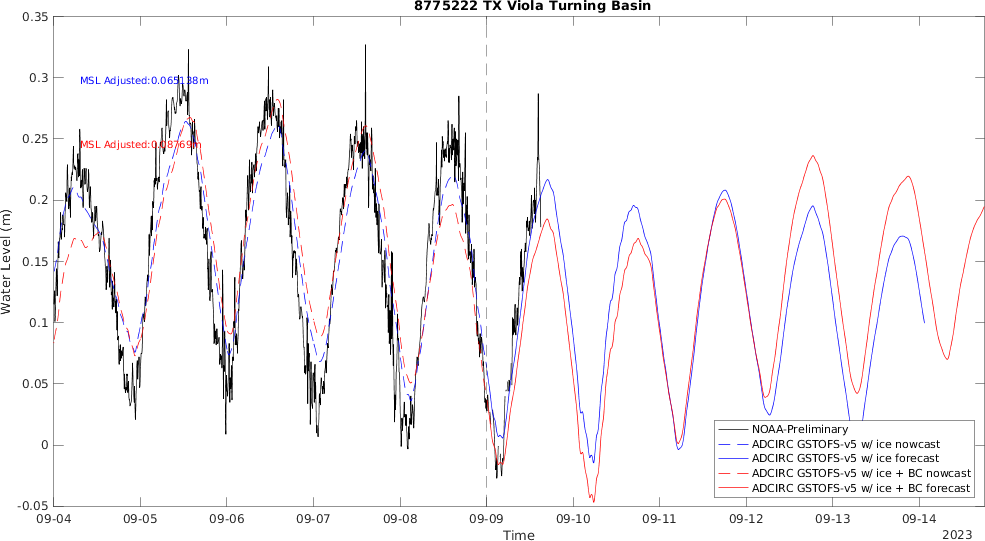 8775222 TX Viola Turning Basin
0.35
0.3
0.25
0.2
0.15
0.1
0.05
0
-0.05
Water Level (m)
MSL Adjusted:0.065138m
MSL Adjusted:0.08769m
NOAA-Preliminary
ADCIRC GSTOFS-v5 w/ ice nowcast
ADCIRC GSTOFS-v5 w/ ice forecast
ADCIRC GSTOFS-v5 w/ ice + BC nowcast
ADCIRC GSTOFS-v5 w/ ice + BC forecast
09-04 09-05 09-06 09-07 09-08 09-09 09-10 09-11 09-12 09-13 09-14
Time
2023